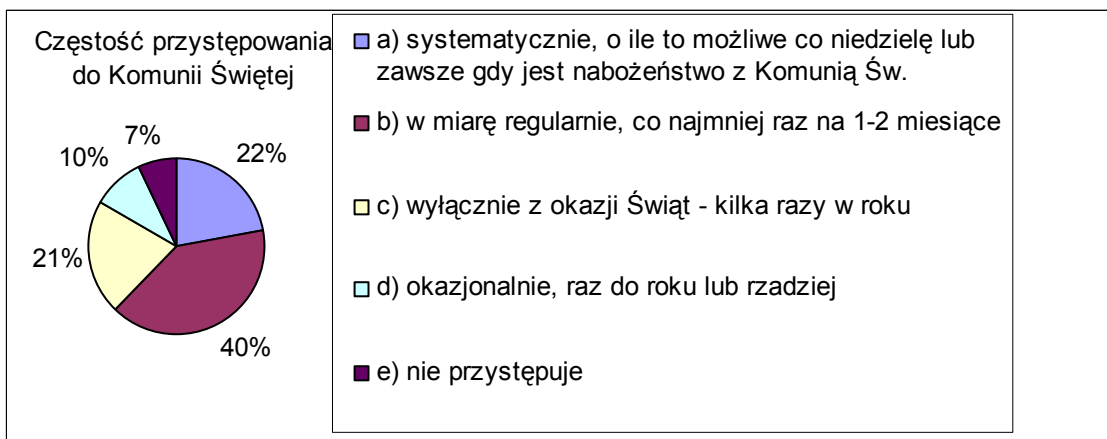 Częstość przystępowania
do Komunii Świętej
7%
10%
22%
21%
40%
a) systematycznie, o ile to możliwe co niedzielę lub
zawsze gdy jest nabożeństwo z Komunią Św.
b) w miarę regularnie, co najmniej raz na 1-2 miesiące
c) wyłącznie z okazji Świąt - kilka razy w roku
d) okazjonalnie, raz do roku lub rzadziej
e) nie przystępuje